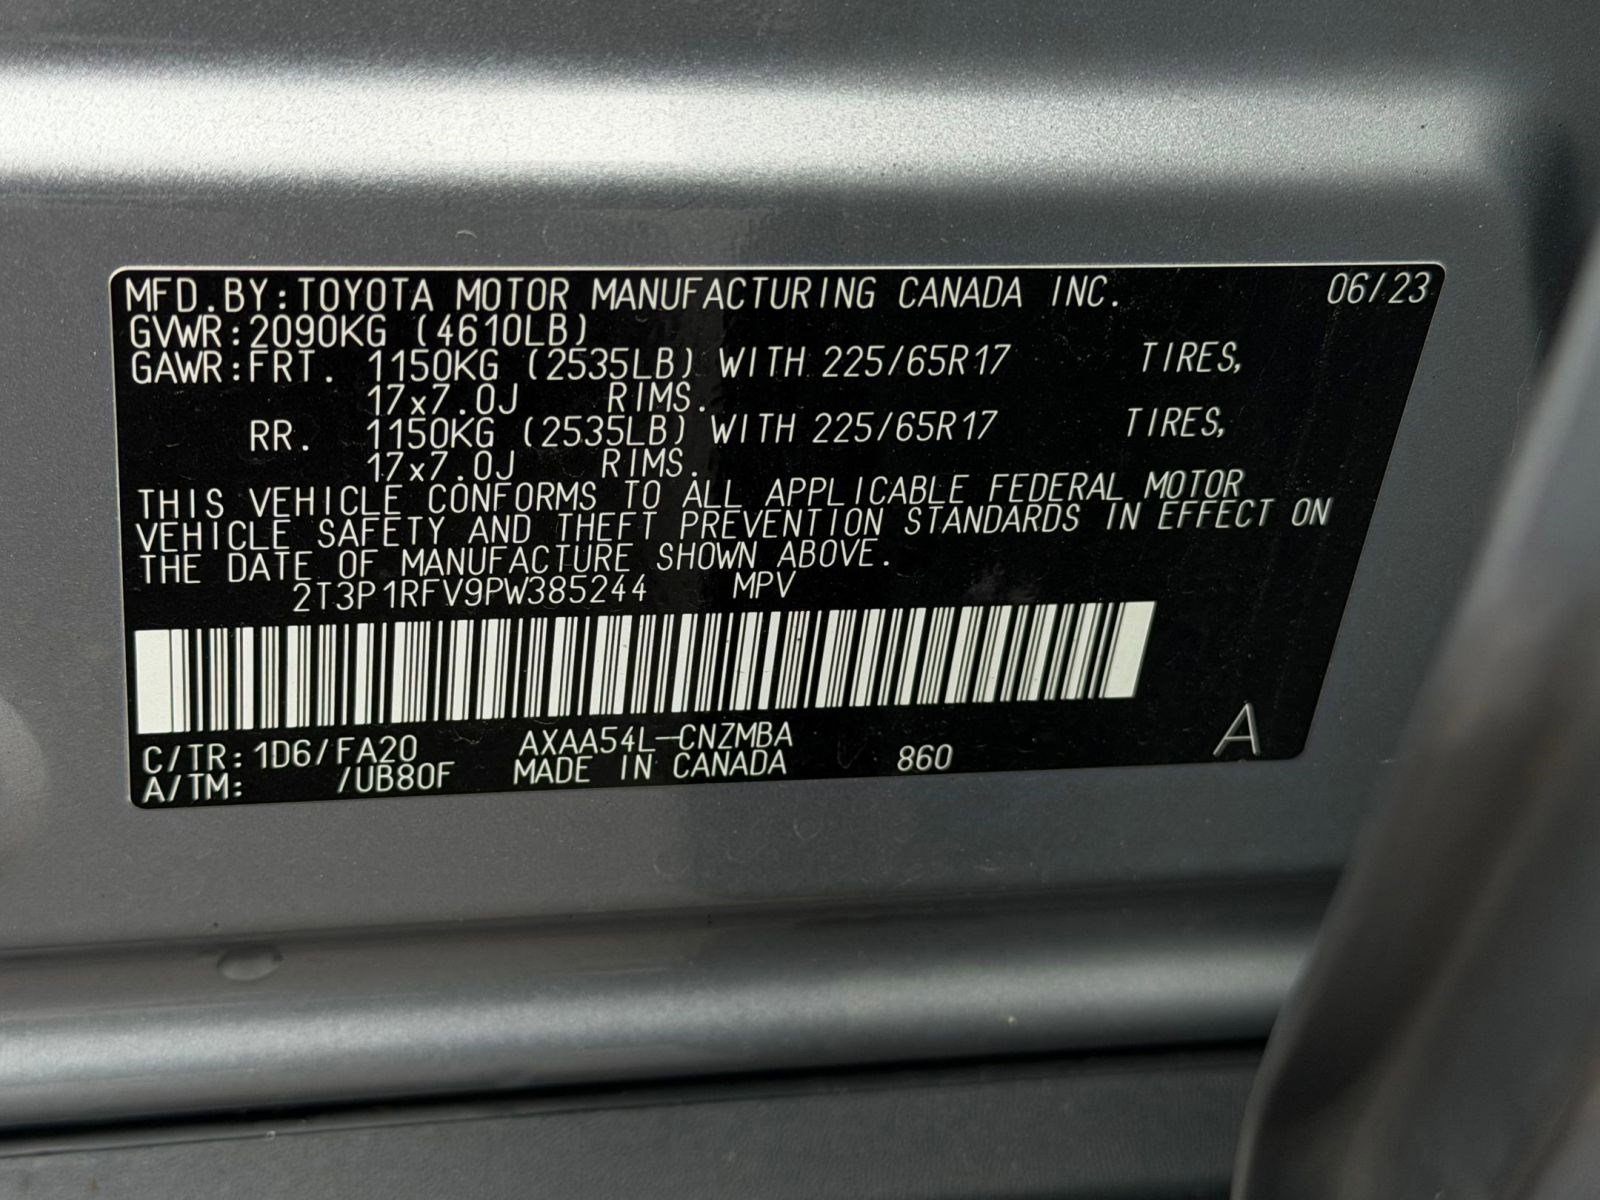 MFD.BY:TOYOTA MOTOR MANUFACTURING CANADA INC. 06/23
GVWR:2090KG (4610LB)
GAWR:FRT. 1150KG (2535LB) WITH 225/65R17 TIRES,
17x7.0J RIMS.
RR. 1150KG (2535LB) WITH 225/65R17 TIRES,
17x7.0J RIMS.
THIS VEHICLE CONFORMS TO ALL APPLICABLE FEDERAL MOTOR
VEHICLE SAFETY AND THEFT PREVENTION STANDARDS IN EFFECT ON
THE DATE OF MANUFACTURE SHOWN ABOVE.
2T3P1RFV9PW385244 MPV
C/TR:1D6/FA20 AXAA54L-CNZMBA
A/TM: /UB80F MADE IN CANADA 860 A